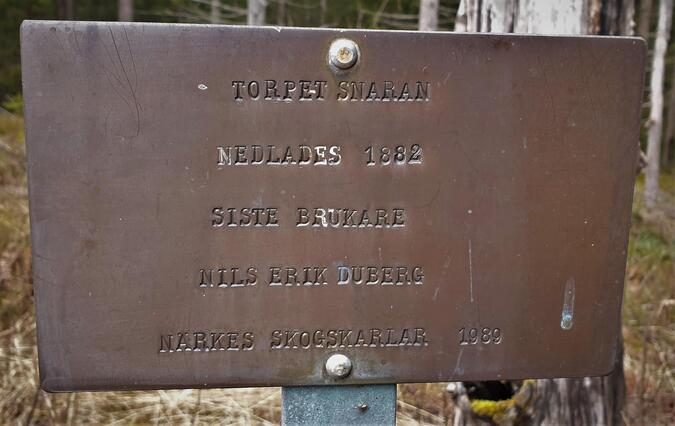 TORPET SNARAN
NEDLADES 1882
SISTE BRUKARE
NILS ERIK DUBERG
NÄRKES SKOGSKARLAR 1989